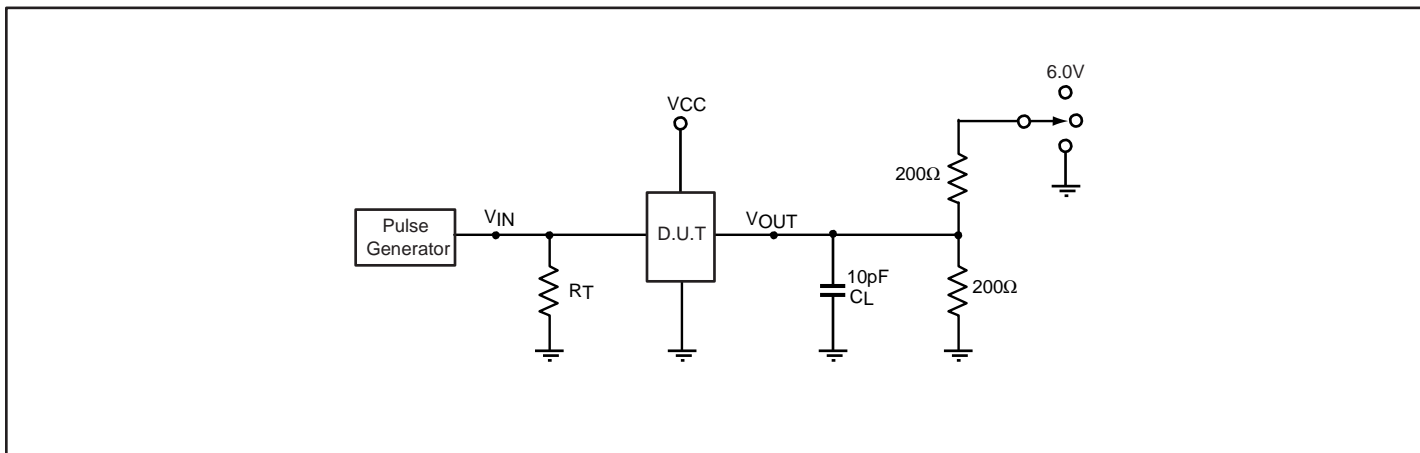 6.0V
VCC
200Ω
Pulse
Generator
VIN
D.U.T
VOUT
RT
10pF
CL
200Ω